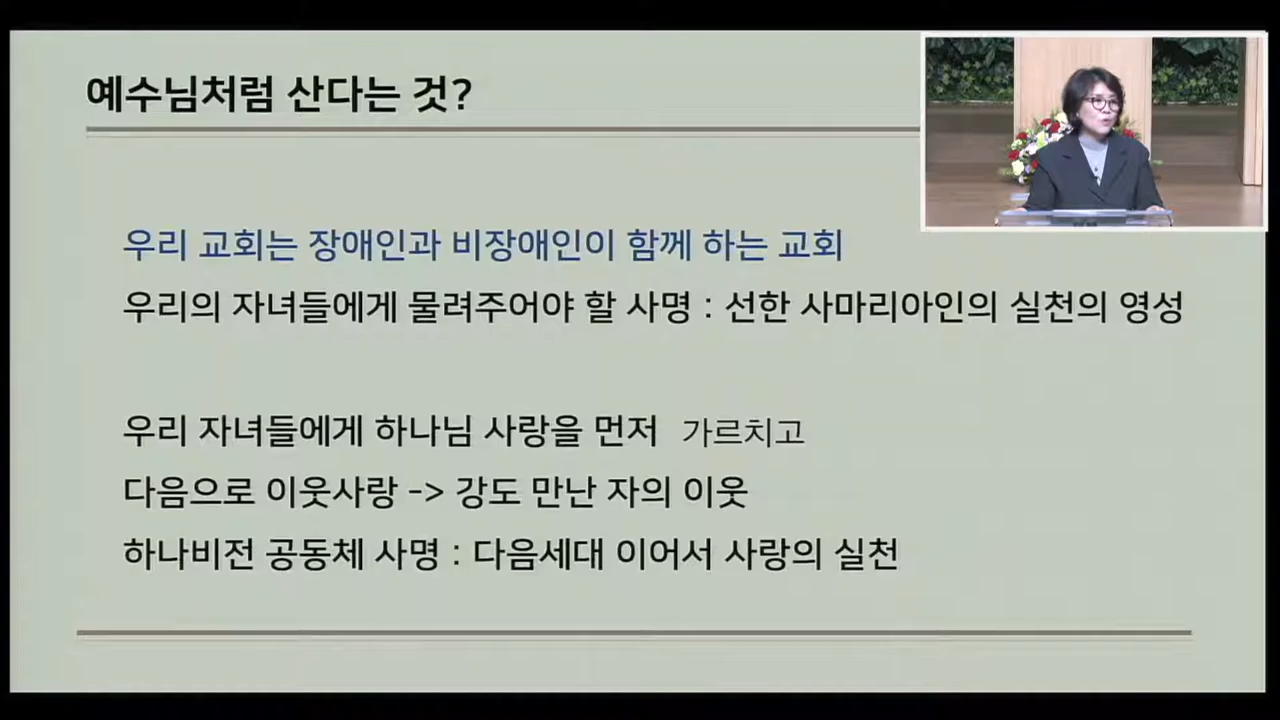 예수님처럼 산다는 것?
우리 교회는 장애인과 비장애인이 함께 하는 교회
우리의 자녀들에게 물려주어야 할 사명 : 선한 사마리아인의 실천의 영성
우리 자녀들에게 하나님 사랑을 먼저 가르치고
다음으로 이웃사랑 -> 강도 만난 자의 이웃
하나비전 공동체 사명 : 다음세대 이어서 사랑의 실천